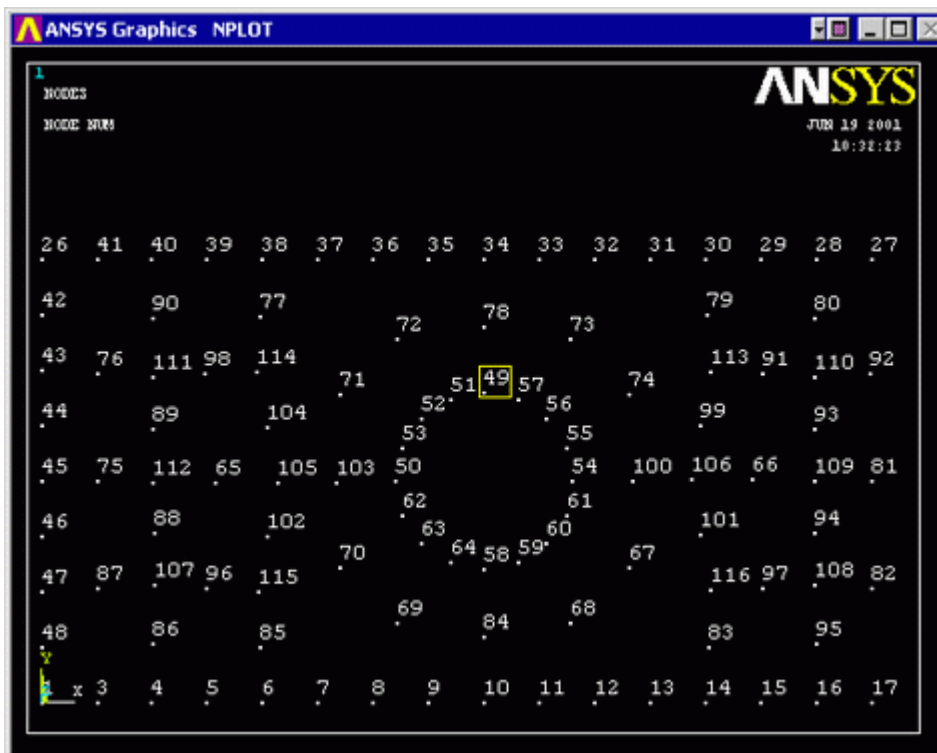 ANSYS Graphics NPLOT
1
NODES
NODE NUM
ANSYS
JUN 19 2001
10:32:23
26 41 40 39 38 37 36 35 34 33 32 31 30 29 28 27
42 90 77 72 78 73 79 80
43 76 111 98 114 71 51 49 57 74 113 91 110 92
44 89 104 52 56 99 93
53 55
45 75 112 65 105 103 50 54 100 106 66 109 81
46 88 102 62 61 101 94
63 60
47 87 107 96 115 70 64 58 59 67 116 97 108 82
69 68
48 86 85 84 83 95
Y
1 X 3 4 5 6 7 8 9 10 11 12 13 14 15 16 17